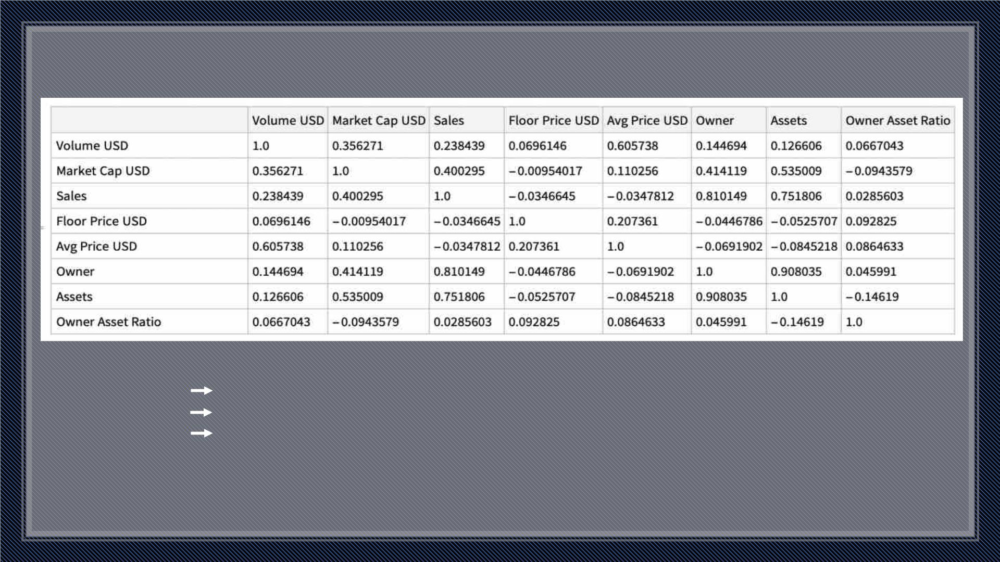 Volume USD Market Cap USD Sales Floor Price USD Avg Price USD Owner Assets Owner Asset Ratio
Volume USD 1.0 0.356271 0.238439 0.0696146 0.605738 0.144694 0.126606 0.0667043
Market Cap USD 0.356271 1.0 0.400295 −0.00954017 0.110256 0.414119 0.535009 −0.0943579
Sales 0.238439 0.400295 1.0 −0.0346645 −0.0347812 0.810149 0.751806 0.0285603
Floor Price USD 0.0696146 −0.00954017 −0.0346645 1.0 0.207361 −0.0446786 −0.0525707 0.092825
Avg Price USD 0.605738 0.110256 −0.0347812 0.207361 1.0 −0.0691902 −0.0845218 0.0864633
Owner 0.144694 0.414119 0.810149 −0.0446786 −0.0691902 1.0 0.908035 0.045991
Assets 0.126606 0.535009 0.751806 −0.0525707 −0.0845218 0.908035 1.0 −0.14619
Owner Asset Ratio 0.0667043 −0.0943579 0.0285603 0.092825 0.0864633 0.045991 −0.14619 1.0